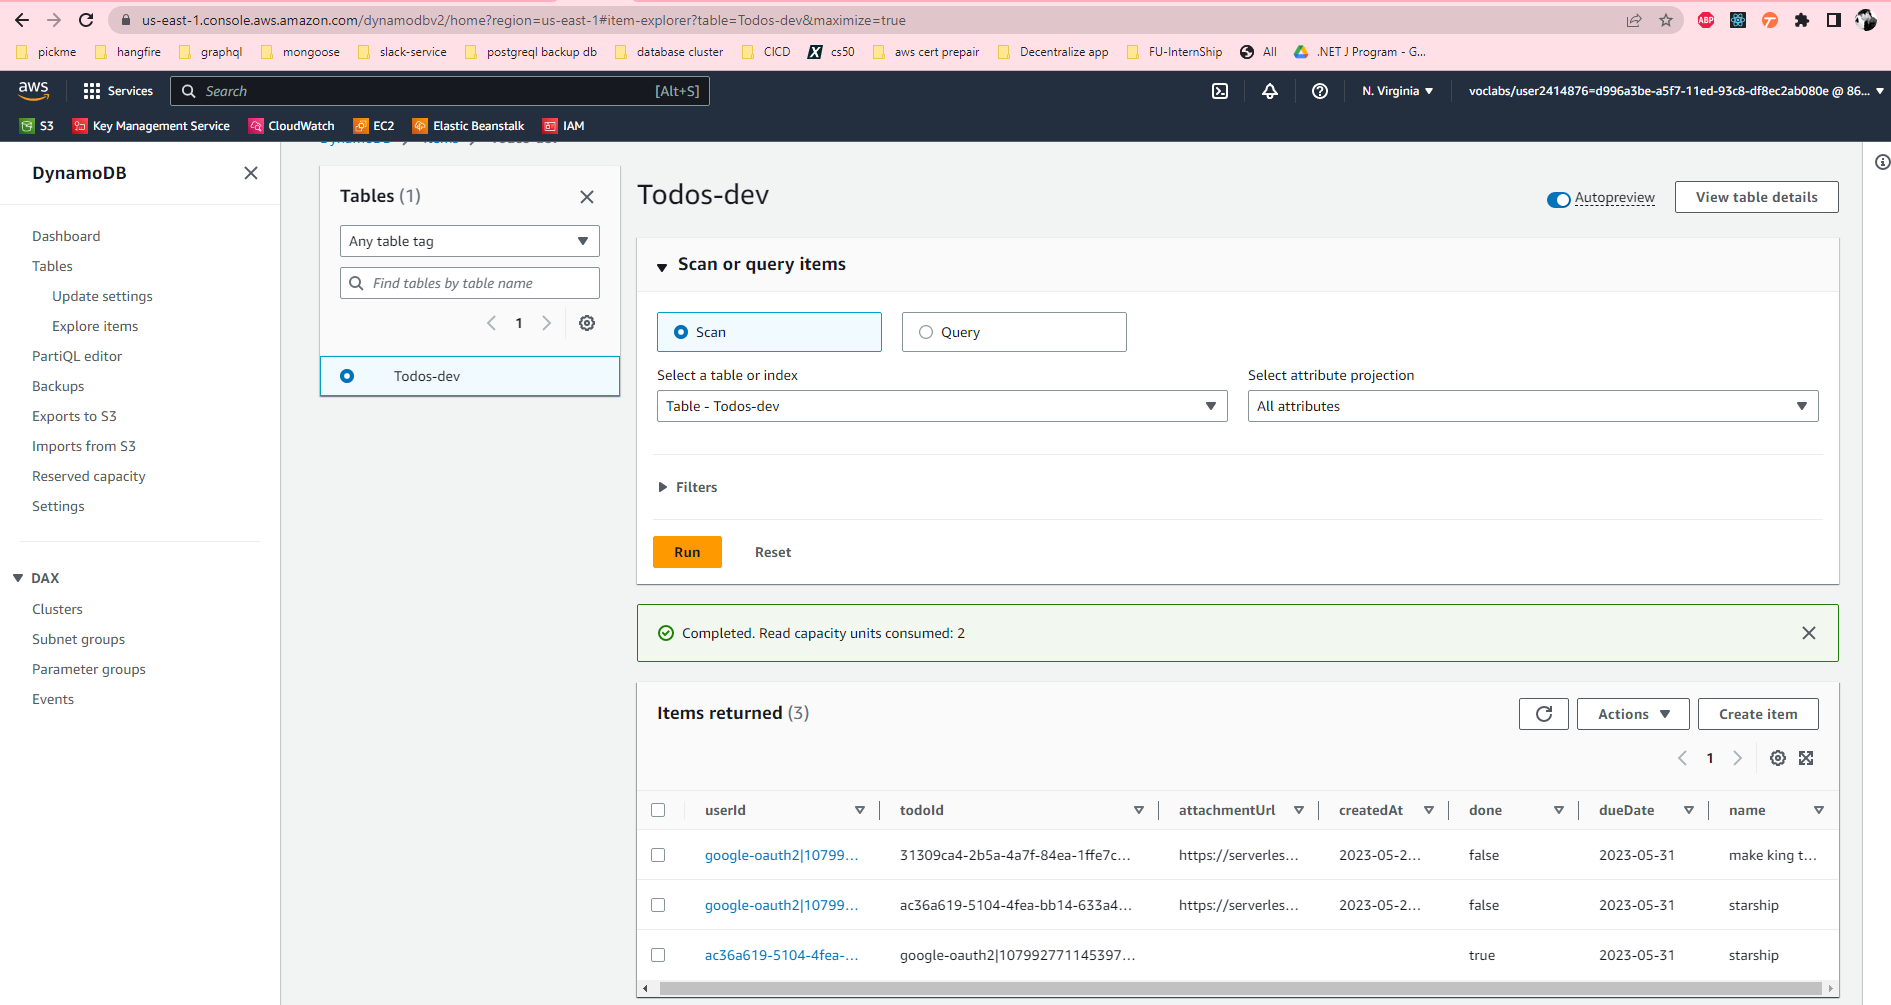 us-east-1.console.aws.amazon.com/dynamodbv2/home?region=us-east-1#item-explorer?table=Todos-dev&maximize=true
ABP
pickme hangfire graphql mongoose slack-service postgreql backup db database cluster CICD cs50 aws cert prepair Decentralize app FU-InternShip All .NET J Program - G...
aws Services Search [Alt+S] N. Virginia voclabs/user2414876=d996a3be-a5f7-11ed-93c8-df8ec2ab080e @ 86...
S3 Key Management Service CloudWatch EC2 Elastic Beanstalk IAM
DynamoDB
Dashboard
Tables
Update settings
Explore items
PartiQL editor
Backups
Exports to S3
Imports from S3
Reserved capacity
Settings
DAX
Clusters
Subnet groups
Parameter groups
Events
DynamoDB Items Todos-dev
Tables (1)
Any table tag
Find tables by table name
1
Todos-dev
Todos-dev
Autopreview
View table details
Scan or query items
Scan
Query
Select a table or index
Table - Todos-dev
Select attribute projection
All attributes
Filters
Run
Reset
Completed. Read capacity units consumed: 2
Items returned (3)
Actions
Create item
1
userId todoId attachmentUrl createdAt done dueDate name
google-oauth2|10799... 31309ca4-2b5a-4a7f-84ea-1ffe7c... https://serverles... 2023-05-2... false 2023-05-31 make king t...
google-oauth2|10799... ac36a619-5104-4fea-bb14-633a4... https://serverles... 2023-05-2... false 2023-05-31 starship
ac36a619-5104-4fea-... google-oauth2|107992771145397... true 2023-05-31 starship